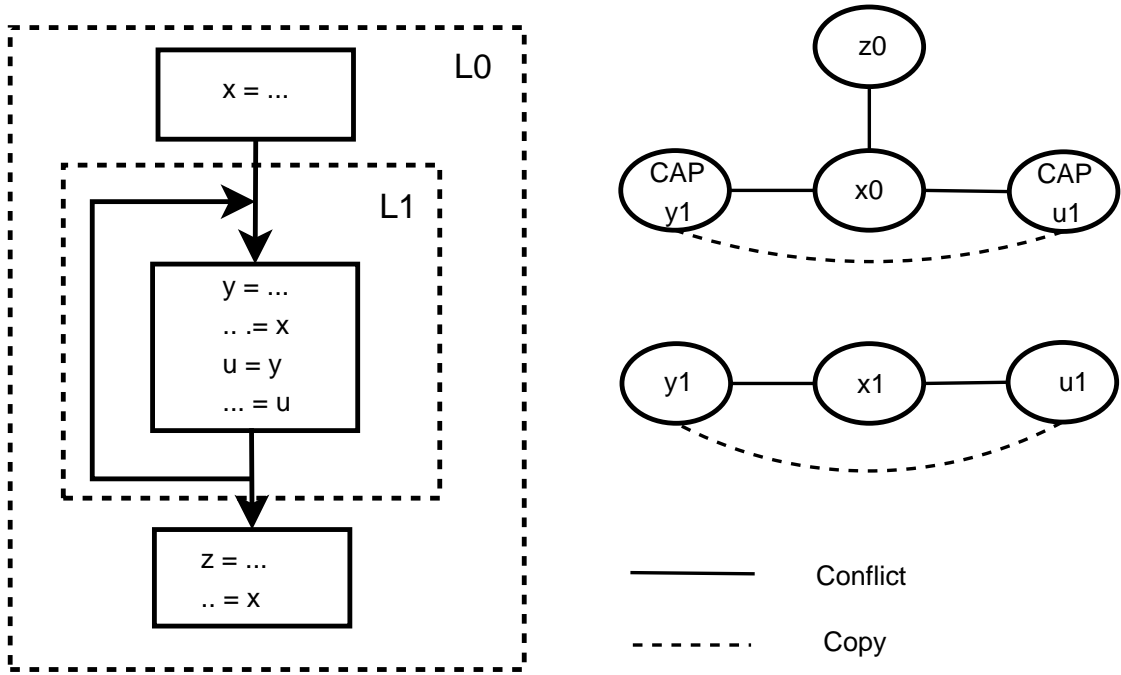 L0
x = ...
L1
y = ...
.. .= x
u = y
... = u
z = ...
.. = x
z0
CAP
y1
x0
CAP
u1
y1
x1
u1
Conflict
Copy